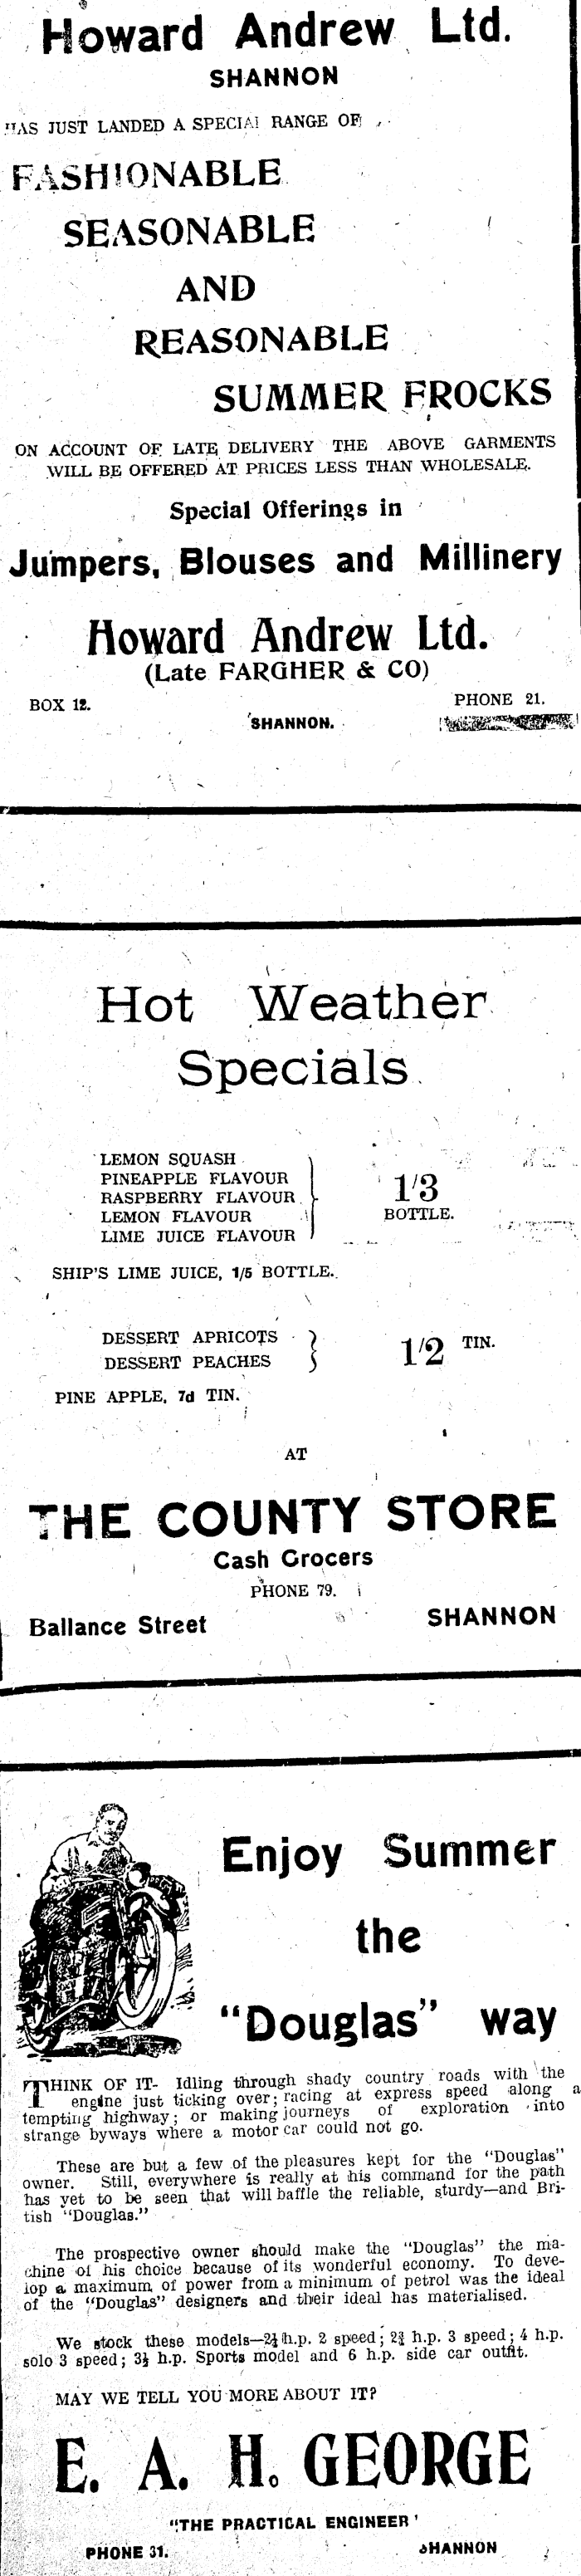 Howard Andrew Ltd.
SHANNON
HAS JUST LANDED A SPECIAL RANGE OF
FASHIONABLE
SEASONABLE
AND
REASONABLE
SUMMER FROCKS
ON ACCOUNT OF LATE DELIVERY THE ABOVE GARMENTS
WILL BE OFFERED AT PRICES LESS THAN WHOLESALE.
Special Offerings in
Jumpers, Blouses and Millinery
Howard Andrew Ltd.
(Late FARGHER & CO)
BOX 12. PHONE 21.
SHANNON.
Hot Weather
Specials
LEMON SQUASH
PINEAPPLE FLAVOUR
RASPBERRY FLAVOUR
LEMON FLAVOUR
LIME JUICE FLAVOUR
1/3
BOTTLE.
SHIP'S LIME JUICE, 1/5 BOTTLE.
DESSERT APRICOTS
DESSERT PEACHES
1/2 TIN.
PINE APPLE, 7d TIN.
AT
THE COUNTY STORE
Cash Grocers
PHONE 79.
Ballance Street SHANNON
Enjoy Summer
the
"Douglas" way
THINK OF IT- Idling through shady country roads with the
engine just ticking over; racing at express speed along a
tempting highway; or making journeys of exploration into
strange byways where a motor car could not go.
These are but a few of the pleasures kept for the "Douglas"
owner. Still, everywhere is really at his command for the path
has yet to be seen that will baffle the reliable, sturdy—and Bri-
tish "Douglas."
The prospective owner should make the "Douglas" the ma-
chine of his choice because of its wonderful economy. To deve-
lop a maximum of power from a minimum of petrol was the ideal
of the "Douglas" designers and their ideal has materialised.
We stock these models—2¾ h.p. 2 speed; 2¾ h.p. 3 speed; 4 h.p.
solo 3 speed; 3½ h.p. Sports model and 6 h.p. side car outfit.
MAY WE TELL YOU MORE ABOUT IT?
E. A. H. GEORGE
"THE PRACTICAL ENGINEER'
PHONE 31. SHANNON